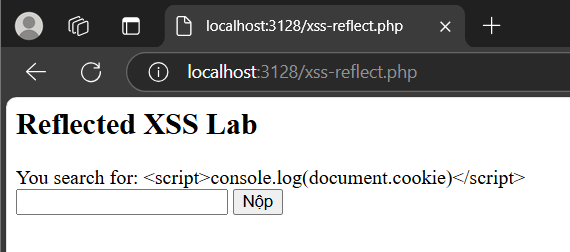 localhost:3128/xss-reflect.php
localhost:3128/xss-reflect.php
Reflected XSS Lab
You search for: <script>console.log(document.cookie)</script>
Nộp